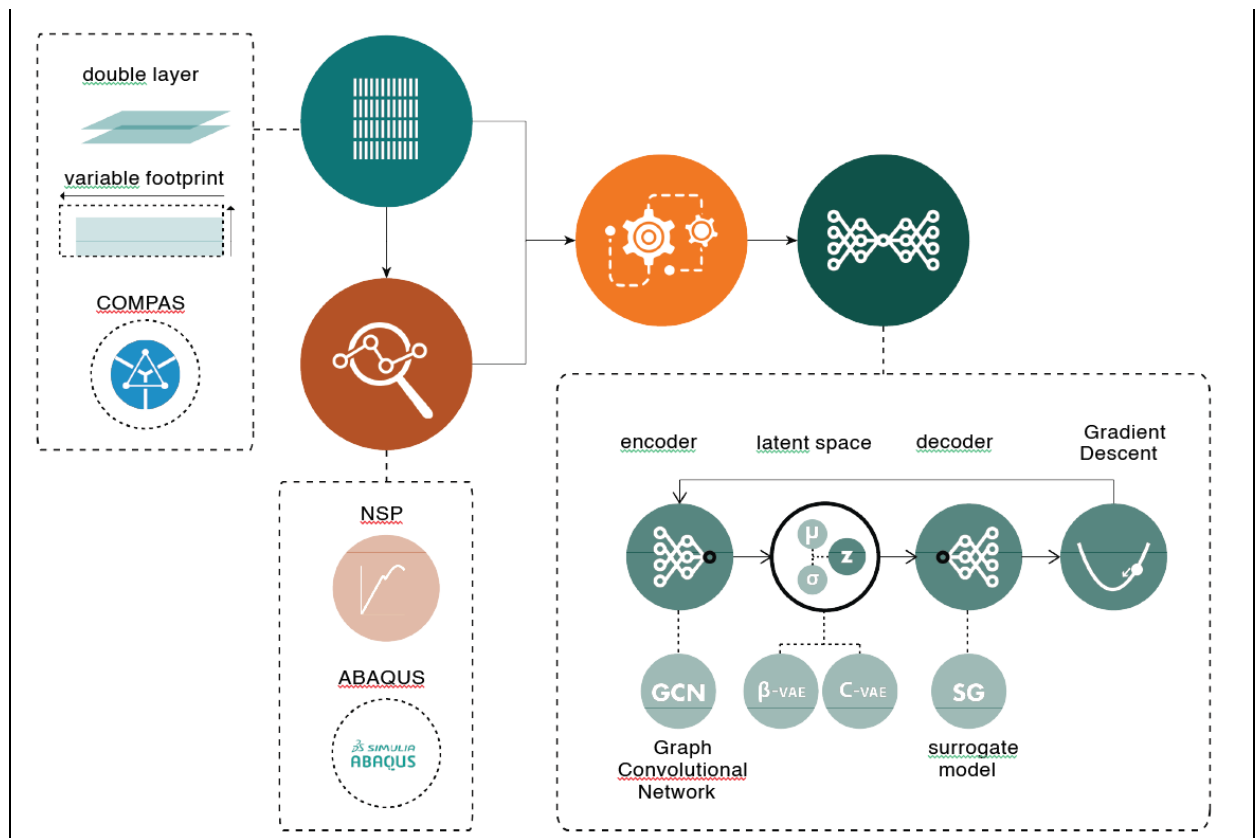 double layer
variable footprint
COMPAS
NSP
ABAQUS
SIMULIA
ABAQUS
encoder
latent space
decoder
Gradient
Descent
μ
σ
z
GCN
β-VAE
C-VAE
SG
Graph
Convolutional
Network
surrogate
model